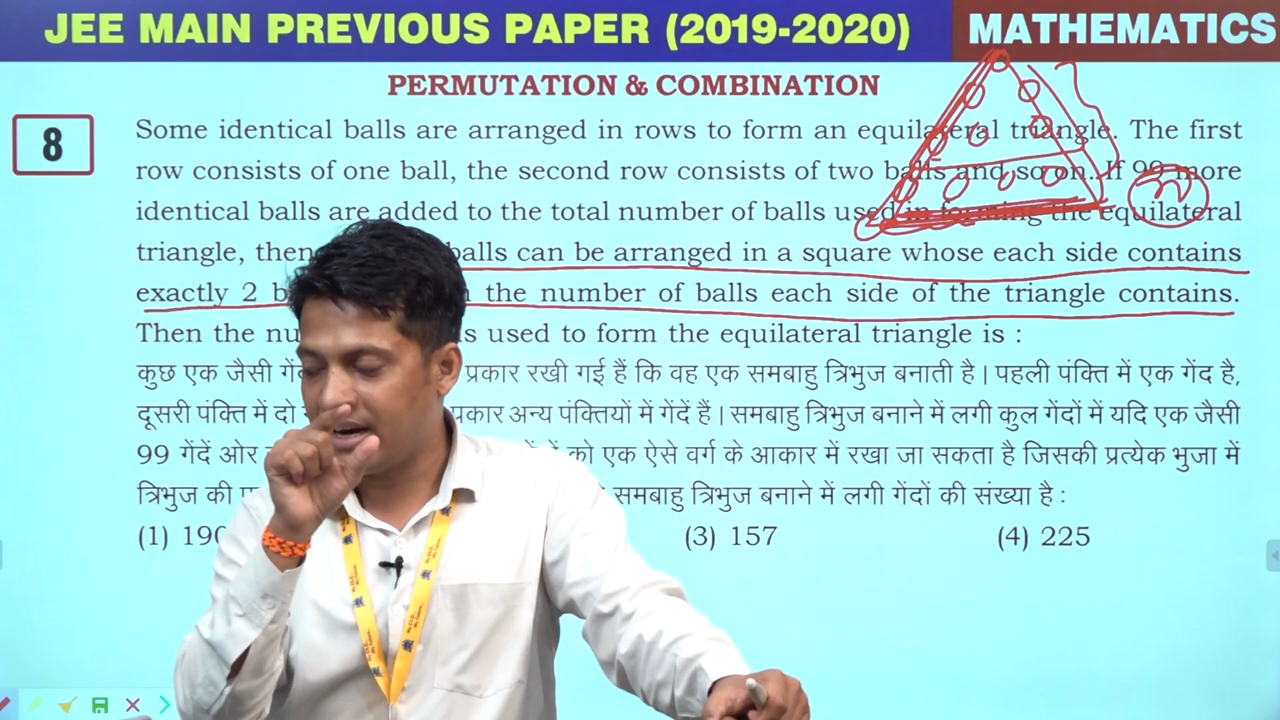 JEE MAIN PREVIOUS PAPER (2019-2020) MATHEMATICS
PERMUTATION & COMBINATION
8
Some identical balls are arranged in rows to form an equilateral triangle. The first
row consists of one ball, the second row consists of two balls and so on. If 99 more
identical balls are added to the total number of balls used in forming the equilateral
triangle, then balls can be arranged in a square whose each side contains
exactly 2 the number of balls each side of the triangle contains.
Then the used to form the equilateral triangle is :
कुछ एक जैसी प्रकार रखी गई हैं कि वह एक समबाहु त्रिभुज बनाती है। पहली पंक्ति में एक गेंद है,
दूसरी पंक्ति में दो प्रकार अन्य पंक्तियों में गेंदें हैं। समबाहु त्रिभुज बनाने में लगी कुल गेंदों में यदि एक जैसी
99 गेंदें ओर को एक ऐसे वर्ग के आकार में रखा जा सकता है जिसकी प्रत्येक भुजा में
त्रिभुज की समबाहु त्रिभुज बनाने में लगी गेंदों की संख्या है :
(1) 190 (3) 157 (4) 225
n